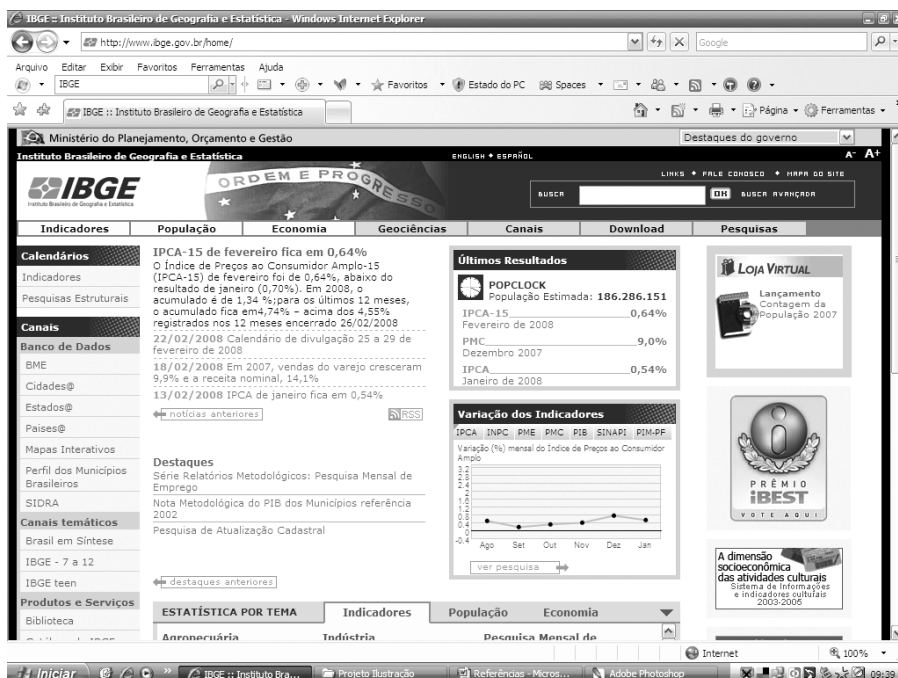 IBGE :: Instituto Brasileiro de Geografia e Estatística - Windows Internet Explorer
http://www.ibge.gov.br/home/
Google
Arquivo Editar Exibir Favoritos Ferramentas Ajuda
IBGE
Favoritos
Estado do PC
Spaces
IBGE :: Instituto Brasileiro de Geografia e Estatística
Página
Ferramentas
Ministério do Planejamento, Orçamento e Gestão
Destaques do governo
Instituto Brasileiro de Geografia e Estatística
ENGLISH ESPAÑOL
A- A+
IBGE
Instituto Brasileiro de Geografia e Estatística
ORDEM E PROGRESSO
LINKS FALE CONOSCO MAPA DO SITE
BUSCA
OK
BUSCA AVANÇADA
Indicadores População Economia Geociências Canais Download Pesquisas
Calendários
Indicadores
Pesquisas Estruturais
Canais
Banco de Dados
BME
Cidades@
Estados@
Paises@
Mapas Interativos
Perfil dos Municípios
Brasileiros
SIDRA
Canais temáticos
Brasil em Síntese
IBGE - 7 a 12
IBGE teen
Produtos e Serviços
Biblioteca
IPCA-15 de fevereiro fica em 0,64%
O Índice de Preços ao Consumidor Amplo-15
(IPCA-15) de fevereiro foi de 0,64%, abaixo do
resultado de janeiro (0,70%). Em 2008, o
acumulado é de 1,34 %;para os últimos 12 meses,
o acumulado fica em4,74% – acima dos 4,55%
registrados nos 12 meses encerrado 26/02/2008
22/02/2008 Calendário de divulgação 25 a 29 de
fevereiro de 2008
18/02/2008 Em 2007, vendas do varejo cresceram
9,9% e a receita nominal, 14,1%
13/02/2008 IPCA de janeiro fica em 0,54%
notícias anteriores
RSS
Destaques
Série Relatórios Metodológicos: Pesquisa Mensal de
Emprego
Nota Metodológica do PIB dos Municípios referência
2002
Pesquisa de Atualização Cadastral
destaques anteriores
Últimos Resultados
POPCLOCK
População Estimada: 186.286.151
IPCA-15 0,64%
Fevereiro de 2008
PMC 9,0%
Dezembro 2007
IPCA 0,54%
Janeiro de 2008
Variação dos Indicadores
IPCA INPC PME PMC PIB SINAPI PIM-PF
Variação (%) mensal do Índice de Preços ao Consumidor
Amplo
3.2
2.8
2.4
2
1.6
1.2
0.8
0.4
0
-0.4
Ago Set Out Nov Dez Jan
ver pesquisa
LOJA VIRTUAL
Lançamento
Contagem da
População 2007
PRÊMIO
iBEST
VOTE AQUI
A dimensão
socioeconômica
das atividades culturais
Sistema de Informações
e indicadores culturais
2003-2005
ESTATÍSTICA POR TEMA Indicadores População Economia
Agropecuária Indústria Pesquisa Mensal de
Internet
100%
Iniciar
IBGE :: Instituto Bra...
Projeto Ilustração
Referências - Micros...
Adobe Photoshop
09:39